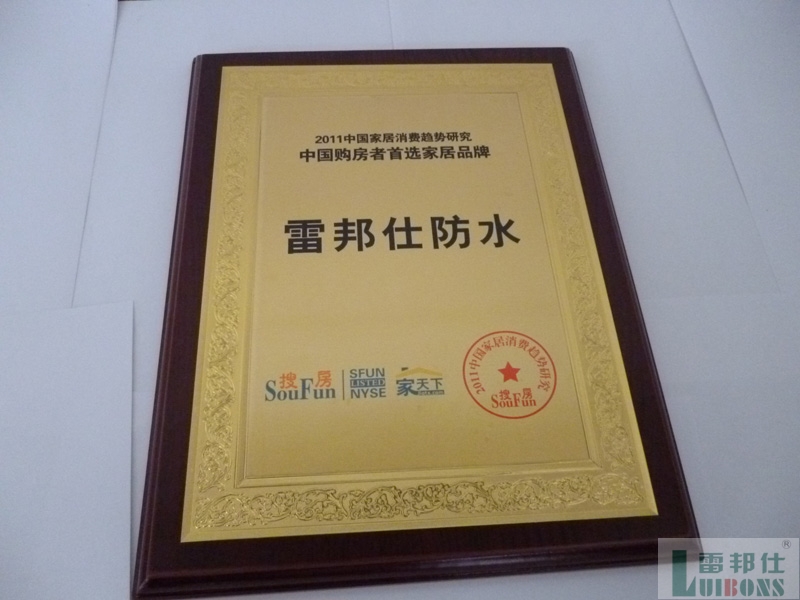 2011中国家居消费趋势研究
中国购房者首选家居品牌
雷邦仕防水
搜房
SouFun
SFUN
LISTED
NYSE
家天下
2011中国家居消费趋势研究
搜房
SouFun
雷邦仕®
LUIBONS